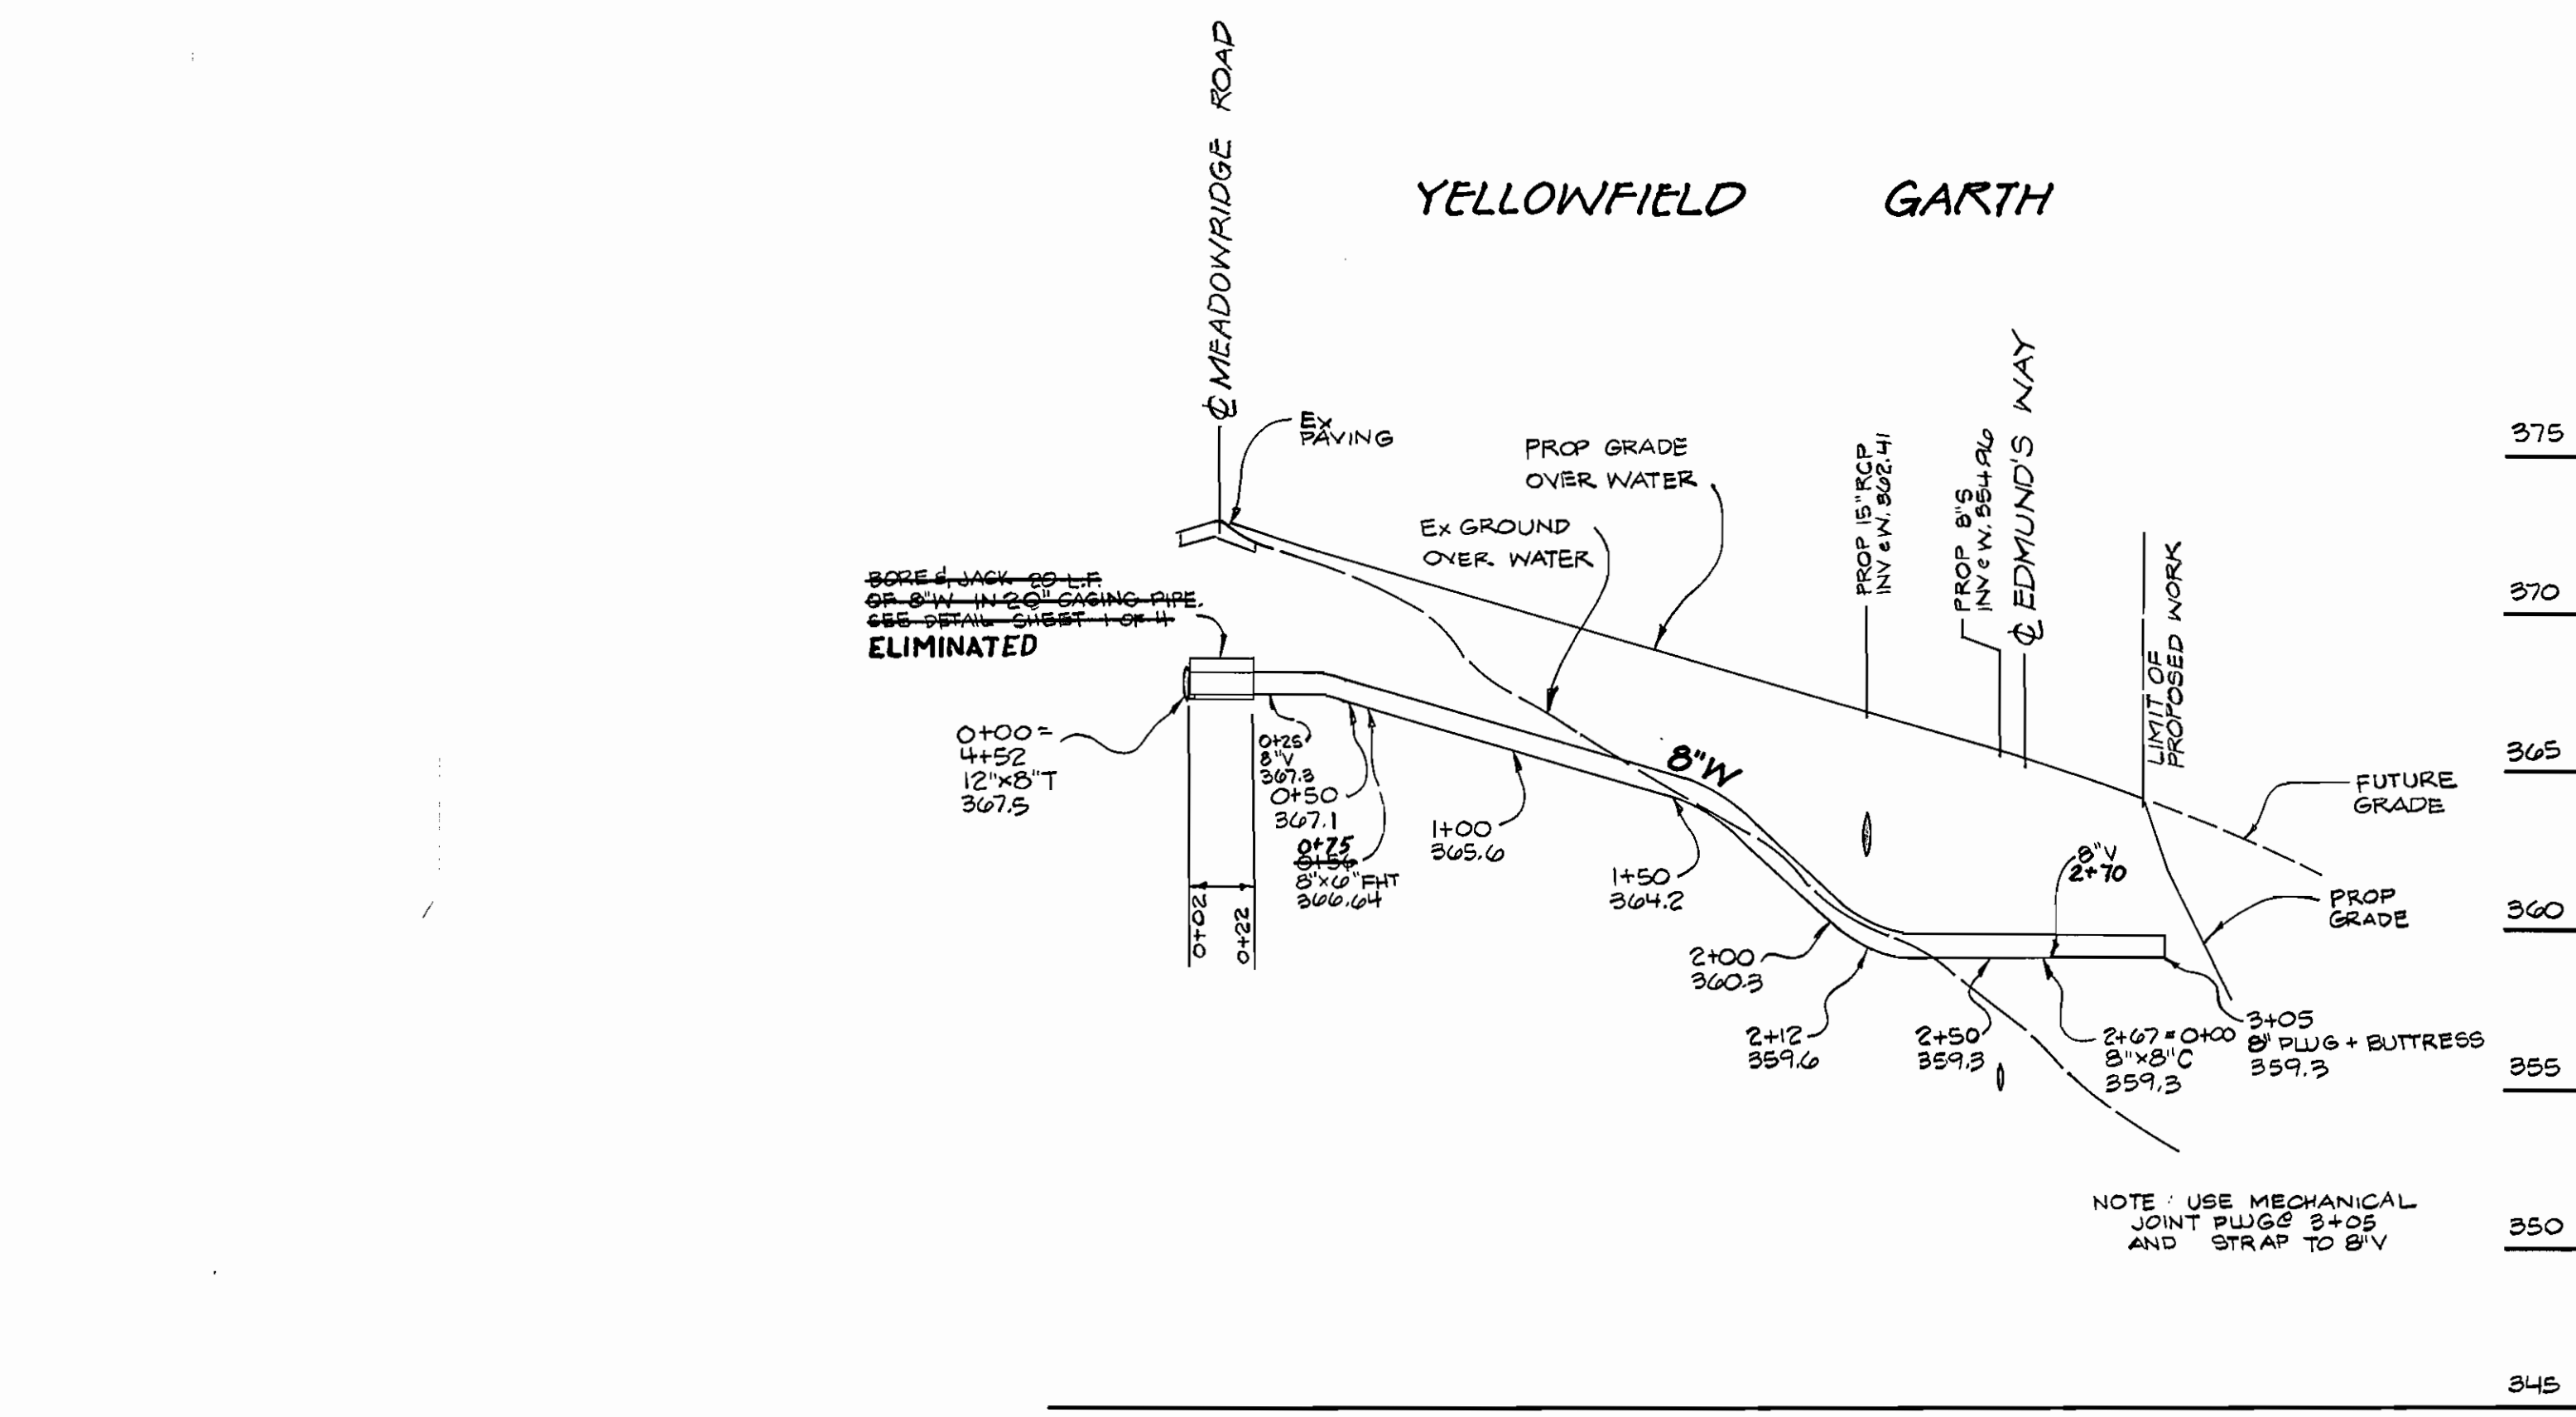 ℄ MEADOWRIDGE ROAD
YELLOWFIELD GARTH
EX
PAVING
PROP GRADE
OVER WATER
EX GROUND
OVER WATER
PROP 15" RCP
INV @ W. 362.41
PROP 8"S
INV @ W. 354.96
℄ EDMUND'S WAY
LIMIT OF
PROPOSED WORK
BORE & JACK 20 L.F.
OF 8"W IN 20" CASING PIPE.
SEE DETAIL SHEET 1 OF 4
ELIMINATED
0+00 =
4+52
12"x8"T
367.5
0+02
0+22
0+25
8"V
367.3
0+50
367.1
0+75
0+56
8"x6"FHT
366.64
1+00
365.6
8"W
1+50
364.2
2+00
360.3
2+12
359.6
2+50
359.3
8"V
2+70
2+67 = 0+00
8"x8"C
359.3
3+05
8" PLUG + BUTTRESS
359.3
FUTURE
GRADE
PROP
GRADE
NOTE : USE MECHANICAL
JOINT PLUG @ 3+05
AND STRAP TO 8"V
375
370
365
360
355
350
345